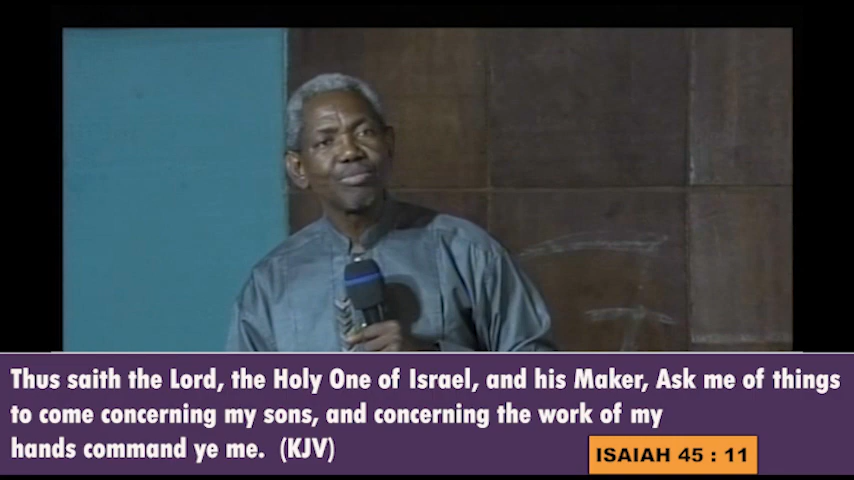 Thus saith the Lord, the Holy One of Israel, and his Maker, Ask me of things
to come concerning my sons, and concerning the work of my
hands command ye me. (KJV)
ISAIAH 45 : 11